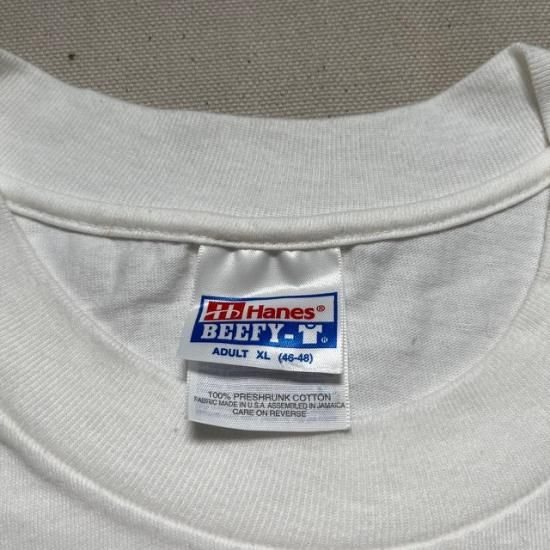 Hanes®
BEEFY-T®
ADULT XL (46-48)
100% PRESHRUNK COTTON
FABRIC MADE IN U.S.A. ASSEMBLED IN JAMAICA
CARE ON REVERSE